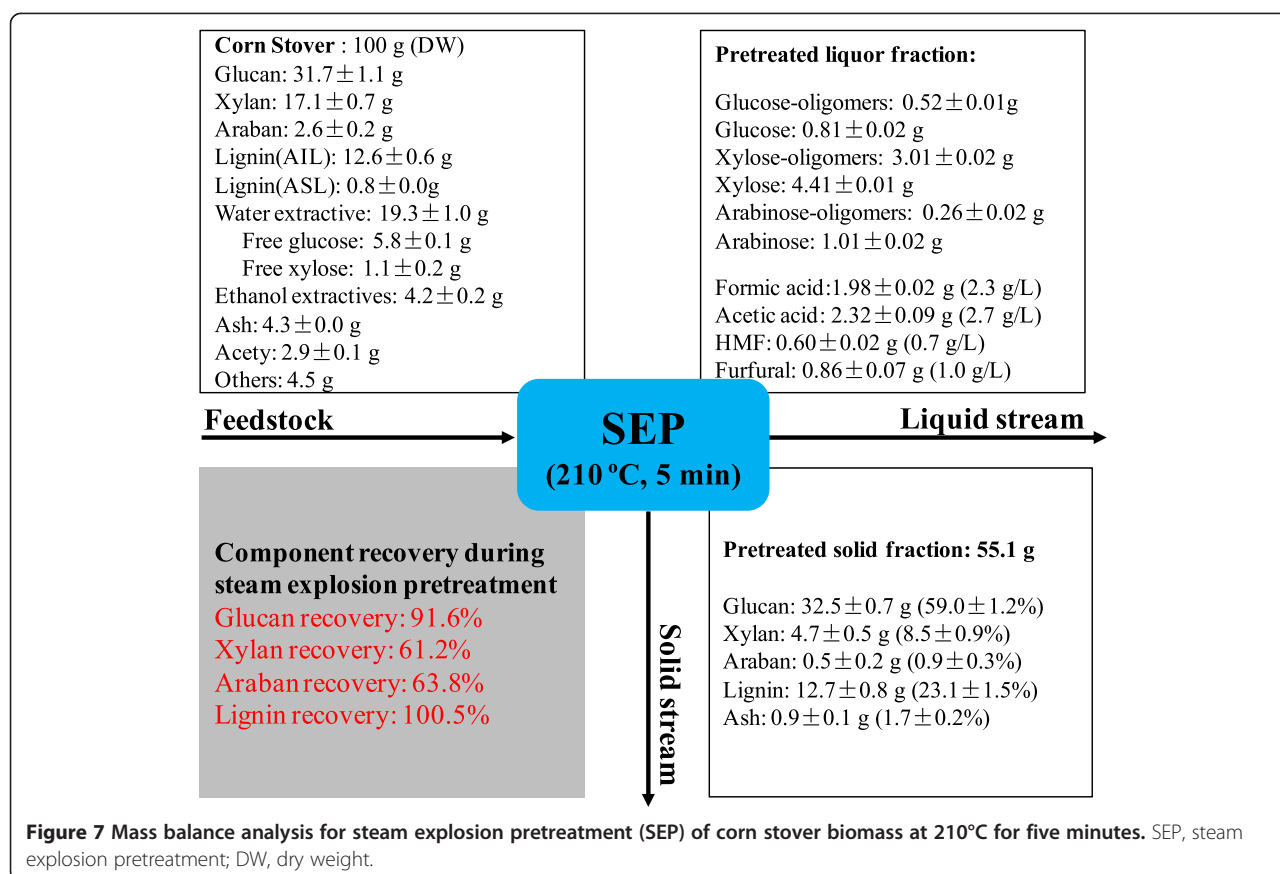 Corn Stover : 100 g (DW)
Glucan: 31.7±1.1 g
Xylan: 17.1±0.7 g
Araban: 2.6±0.2 g
Lignin(AIL): 12.6±0.6 g
Lignin(ASL): 0.8±0.0g
Water extractive: 19.3±1.0 g
Free glucose: 5.8±0.1 g
Free xylose: 1.1±0.2 g
Ethanol extractives: 4.2±0.2 g
Ash: 4.3±0.0 g
Acety: 2.9±0.1 g
Others: 4.5 g
Pretreated liquor fraction:
Glucose-oligomers: 0.52±0.01g
Glucose: 0.81±0.02 g
Xylose-oligomers: 3.01±0.02 g
Xylose: 4.41±0.01 g
Arabinose-oligomers: 0.26±0.02 g
Arabinose: 1.01±0.02 g
Formic acid:1.98±0.02 g (2.3 g/L)
Acetic acid: 2.32±0.09 g (2.7 g/L)
HMF: 0.60±0.02 g (0.7 g/L)
Furfural: 0.86±0.07 g (1.0 g/L)
Feedstock
SEP
(210 ºC, 5 min)
Liquid stream
Component recovery during
steam explosion pretreatment
Glucan recovery: 91.6%
Xylan recovery: 61.2%
Araban recovery: 63.8%
Lignin recovery: 100.5%
Solid stream
Pretreated solid fraction: 55.1 g
Glucan: 32.5±0.7 g (59.0±1.2%)
Xylan: 4.7±0.5 g (8.5±0.9%)
Araban: 0.5±0.2 g (0.9±0.3%)
Lignin: 12.7±0.8 g (23.1±1.5%)
Ash: 0.9±0.1 g (1.7±0.2%)
Figure 7 Mass balance analysis for steam explosion pretreatment (SEP) of corn stover biomass at 210°C for five minutes. SEP, steam
explosion pretreatment; DW, dry weight.